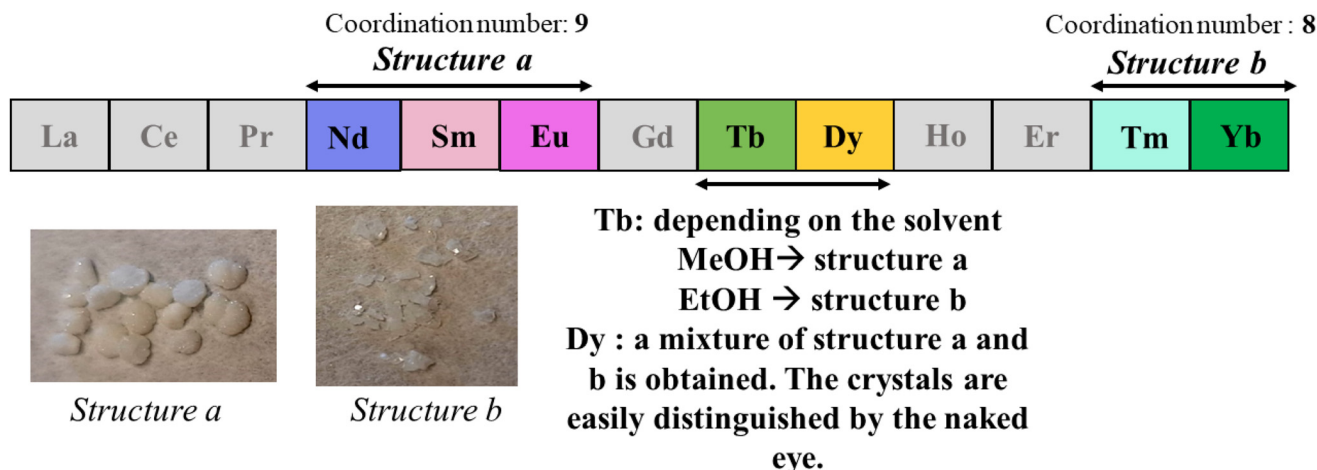 Coordination number: 9
Structure a
Coordination number : 8
Structure b
La Ce Pr Nd Sm Eu Gd Tb Dy Ho Er Tm Yb
Tb: depending on the solvent
MeOH→ structure a
EtOH → structure b
Dy : a mixture of structure a and
b is obtained. The crystals are
easily distinguished by the naked
eye.
Structure a
Structure b